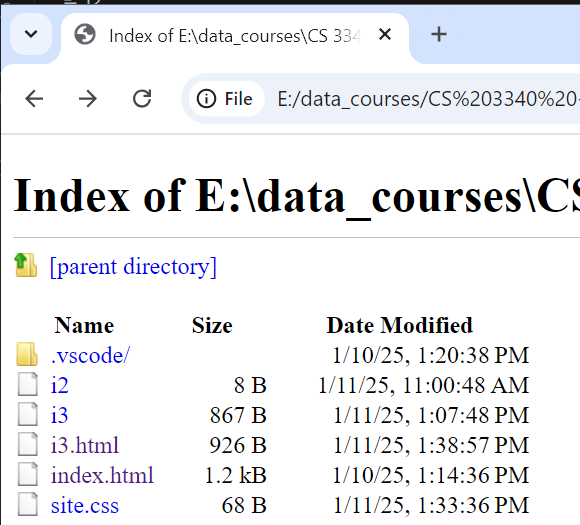 Index of E:\data_courses\CS 334
File E:/data_courses/CS%203340%20
Index of E:\data_courses\CS
[parent directory]
Name Size Date Modified
.vscode/ 1/10/25, 1:20:38 PM
i2 8 B 1/11/25, 11:00:48 AM
i3 867 B 1/11/25, 1:07:48 PM
i3.html 926 B 1/11/25, 1:38:57 PM
index.html 1.2 kB 1/10/25, 1:14:36 PM
site.css 68 B 1/11/25, 1:33:36 PM